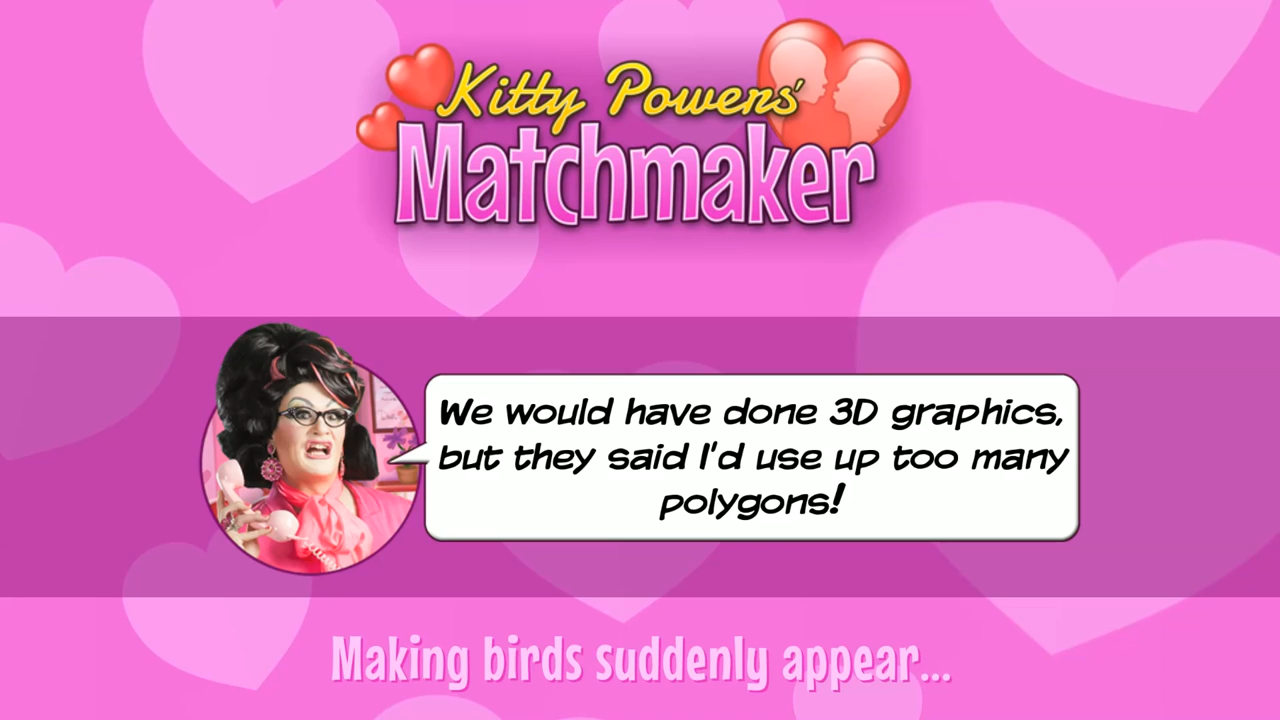 Kitty Powers'
Matchmaker
We would have done 3D graphics,
but they said I'd use up too many
polygons!
Making birds suddenly appear...